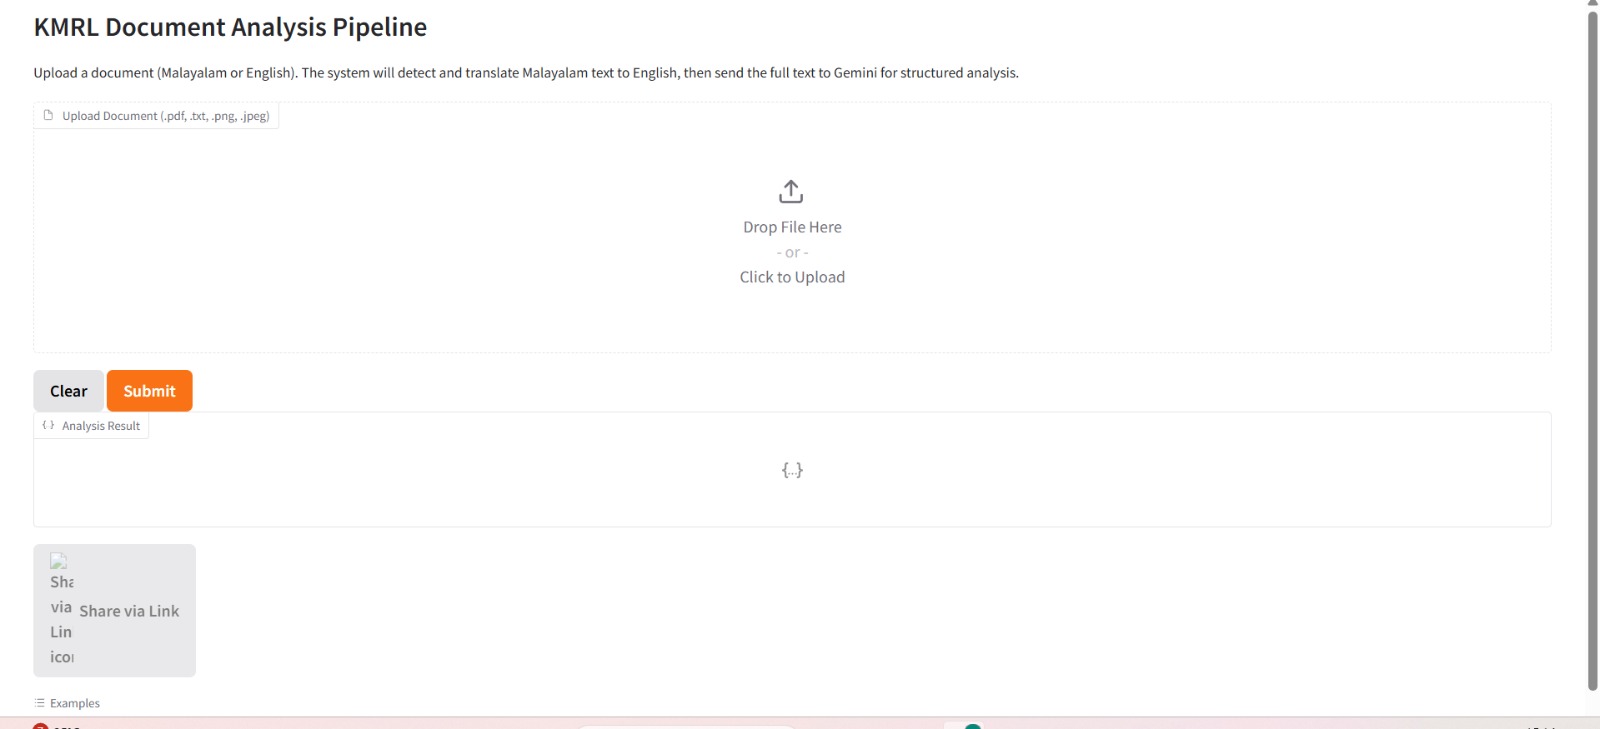 KMRL Document Analysis Pipeline
Upload a document (Malayalam or English). The system will detect and translate Malayalam text to English, then send the full text to Gemini for structured analysis.
Upload Document (.pdf, .txt, .png, .jpeg)
Drop File Here
- or -
Click to Upload
Clear Submit
{ } Analysis Result
{...}
Sha
via
Lin
icon
Share via Link
Examples